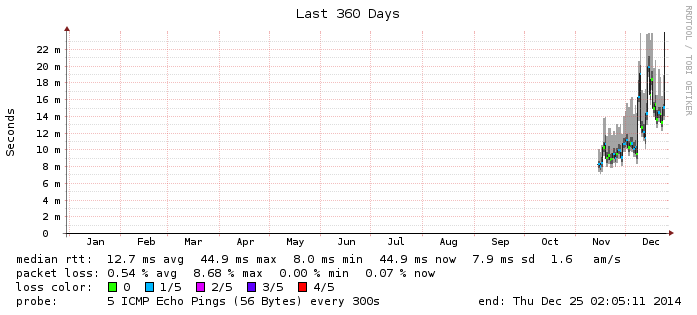 Last 360 Days
RRDTOOL / TOBI OETIKER
Seconds
22 m
20 m
18 m
16 m
14 m
12 m
10 m
8 m
6 m
4 m
2 m
0
Jan Feb Mar Apr May Jun Jul Aug Sep Oct Nov Dec
median rtt: 12.7 ms avg 44.9 ms max 8.0 ms min 44.9 ms now 7.9 ms sd 1.6 am/s
packet loss: 0.54 % avg 8.68 % max 0.00 % min 0.07 % now
loss color: 0 1/5 2/5 3/5 4/5
probe: 5 ICMP Echo Pings (56 Bytes) every 300s end: Thu Dec 25 02:05:11 2014